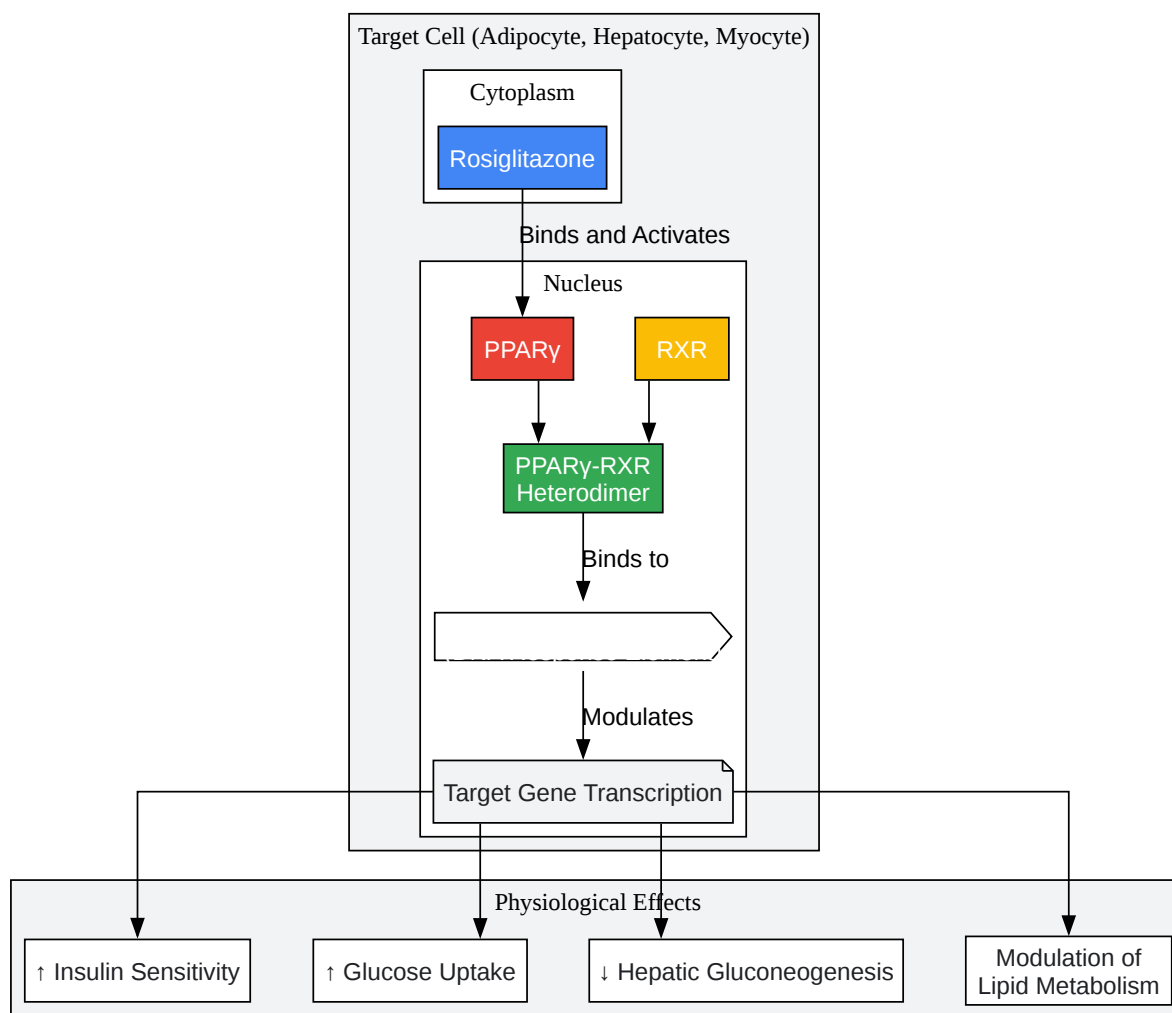 Target Cell (Adipocyte, Hepatocyte, Myocyte)
Cytoplasm
Rosiglitazone
Binds and Activates
Nucleus
PPARγ
RXR
PPARγ-RXR
Heterodimer
Binds to
Modulates
Target Gene Transcription
Physiological Effects
↑ Insulin Sensitivity
↑ Glucose Uptake
↓ Hepatic Gluconeogenesis
Modulation of
Lipid Metabolism